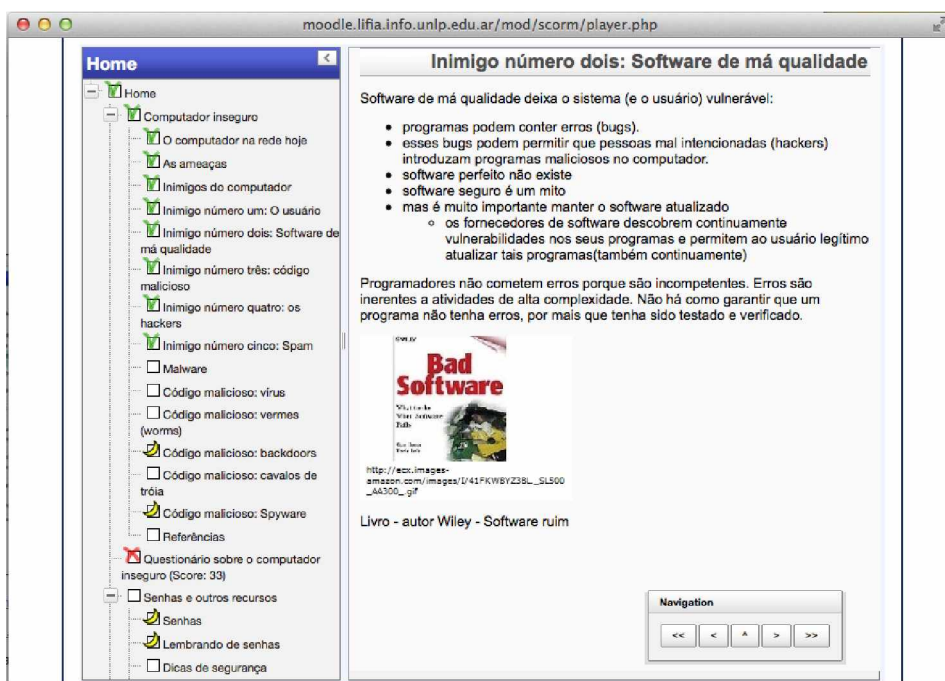 moodle.lifia.info.unlp.edu.ar/mod/scorm/player.php
Home
Home
Computador inseguro
O computador na rede hoje
As ameaças
Inimigos do computador
Inimigo número um: O usuário
Inimigo número dois: Software de
má qualidade
Inimigo número três: código
malicioso
Inimigo número quatro: os
hackers
Inimigo número cinco: Spam
Malware
Código malicioso: vírus
Código malicioso: vermes
(worms)
Código malicioso: backdoors
Código malicioso: cavalos de
tróia
Código malicioso: Spyware
Referências
Questionário sobre o computador
inseguro (Score: 33)
Senhas e outros recursos
Senhas
Lembrando de senhas
Dicas de segurança
Inimigo número dois: Software de má qualidade
Software de má qualidade deixa o sistema (e o usuário) vulnerável:
programas podem conter erros (bugs).
esses bugs podem permitir que pessoas mal intencionadas (hackers)
introduzam programas maliciosos no computador.
software perfeito não existe
software seguro é um mito
mas é muito importante manter o software atualizado
os fornecedores de software descobrem continuamente
vulnerabilidades nos seus programas e permitem ao usuário legítimo
atualizar tais programas(também continuamente)
Programadores não cometem erros porque são incompetentes. Erros são
inerentes a atividades de alta complexidade. Não há como garantir que um
programa não tenha erros, por mais que tenha sido testado e verificado.
Bad
Software
What to Do
When Software
Fails
http://ecx.images-
amazon.com/images/I/41FKWBYZ38L._SL500
_AA300_.gif
Livro - autor Wiley - Software ruim
Navigation
<< < ^ > >>